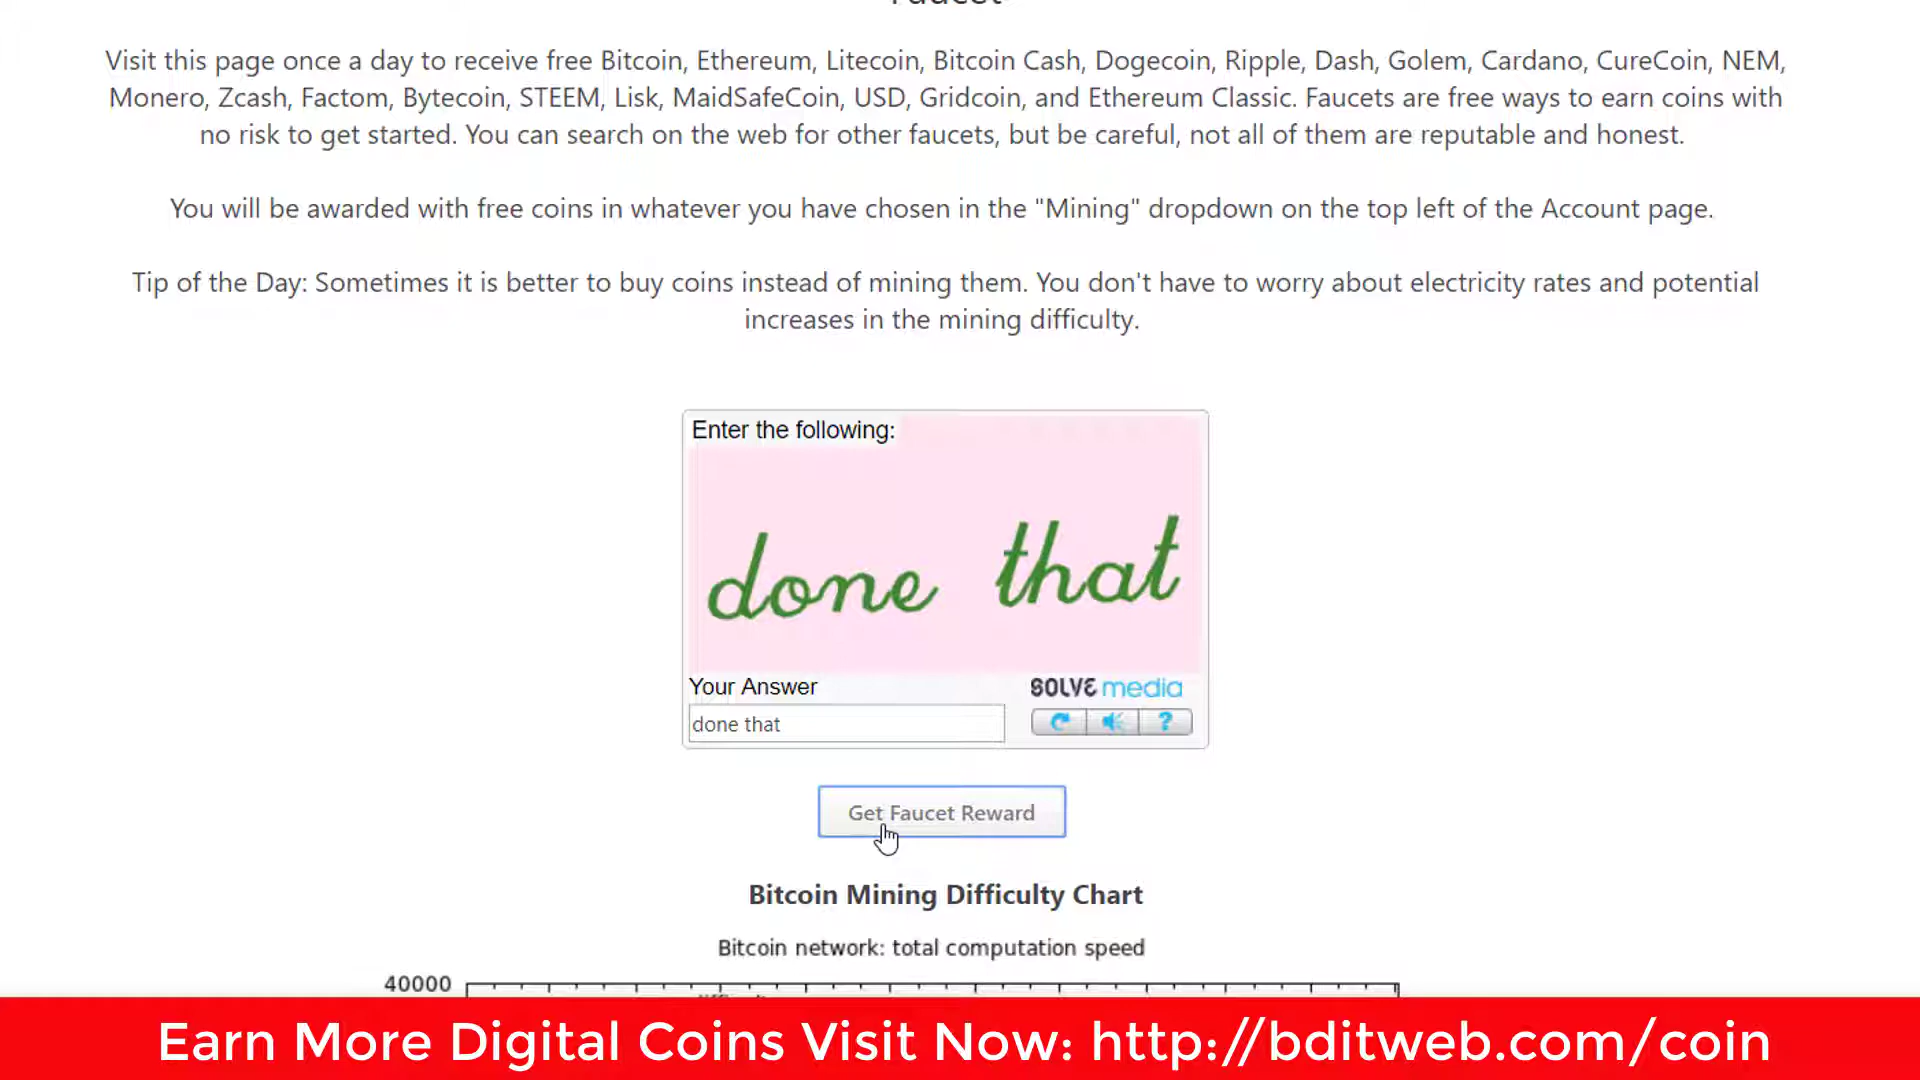 Faucet
Visit this page once a day to receive free Bitcoin, Ethereum, Litecoin, Bitcoin Cash, Dogecoin, Ripple, Dash, Golem, Cardano, CureCoin, NEM,
Monero, Zcash, Factom, Bytecoin, STEEM, Lisk, MaidSafeCoin, USD, Gridcoin, and Ethereum Classic. Faucets are free ways to earn coins with
no risk to get started. You can search on the web for other faucets, but be careful, not all of them are reputable and honest.
You will be awarded with free coins in whatever you have chosen in the "Mining" dropdown on the top left of the Account page.
Tip of the Day: Sometimes it is better to buy coins instead of mining them. You don't have to worry about electricity rates and potential
increases in the mining difficulty.
Enter the following:
done that
Your Answer
SOLVE media
done that
?
Get Faucet Reward
Bitcoin Mining Difficulty Chart
Bitcoin network: total computation speed
40000
Earn More Digital Coins Visit Now: http://bditweb.com/coin